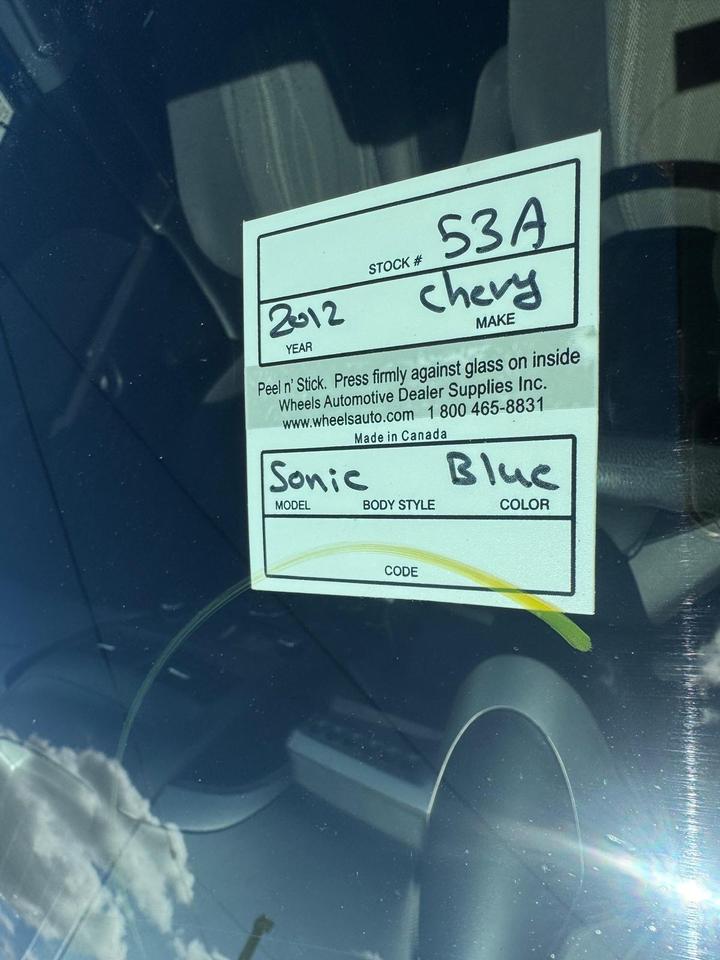 53A
STOCK #
2012 Chevy
YEAR MAKE
Peel n' Stick. Press firmly against glass on inside
Wheels Automotive Dealer Supplies Inc.
www.wheelsauto.com 1 800 465-8831
Made in Canada
Sonic Blue
MODEL BODY STYLE COLOR
CODE